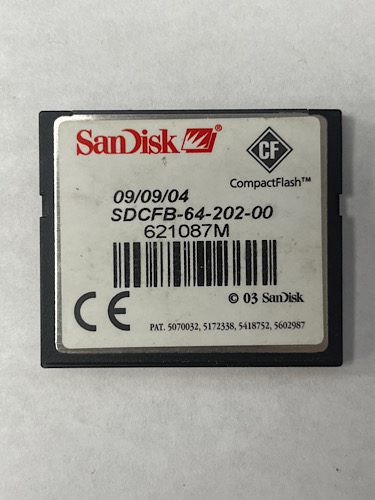 SanDisk®
CF
CompactFlash™
09/09/04
SDCFB-64-202-00
621087M
© 03 SanDisk
CE
PAT. 5070032, 5172338, 5418752, 5602987